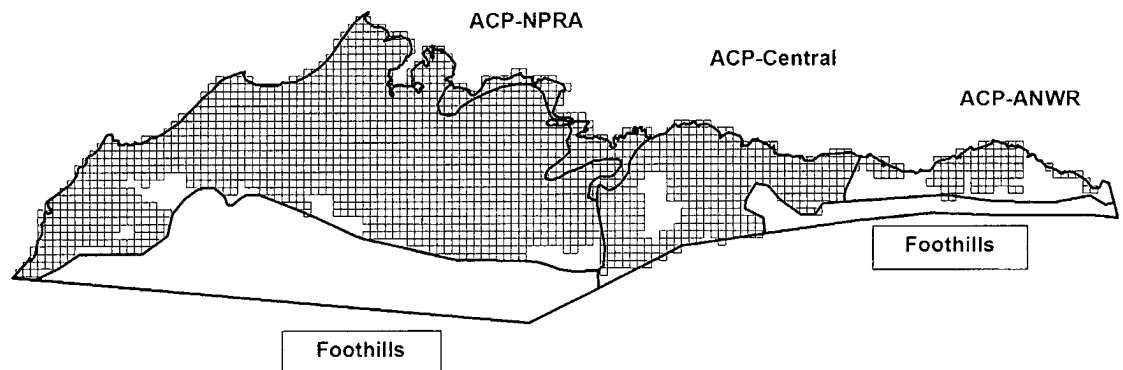 ACP-NPRA
ACP-Central
ACP-ANWR
Foothills
Foothills